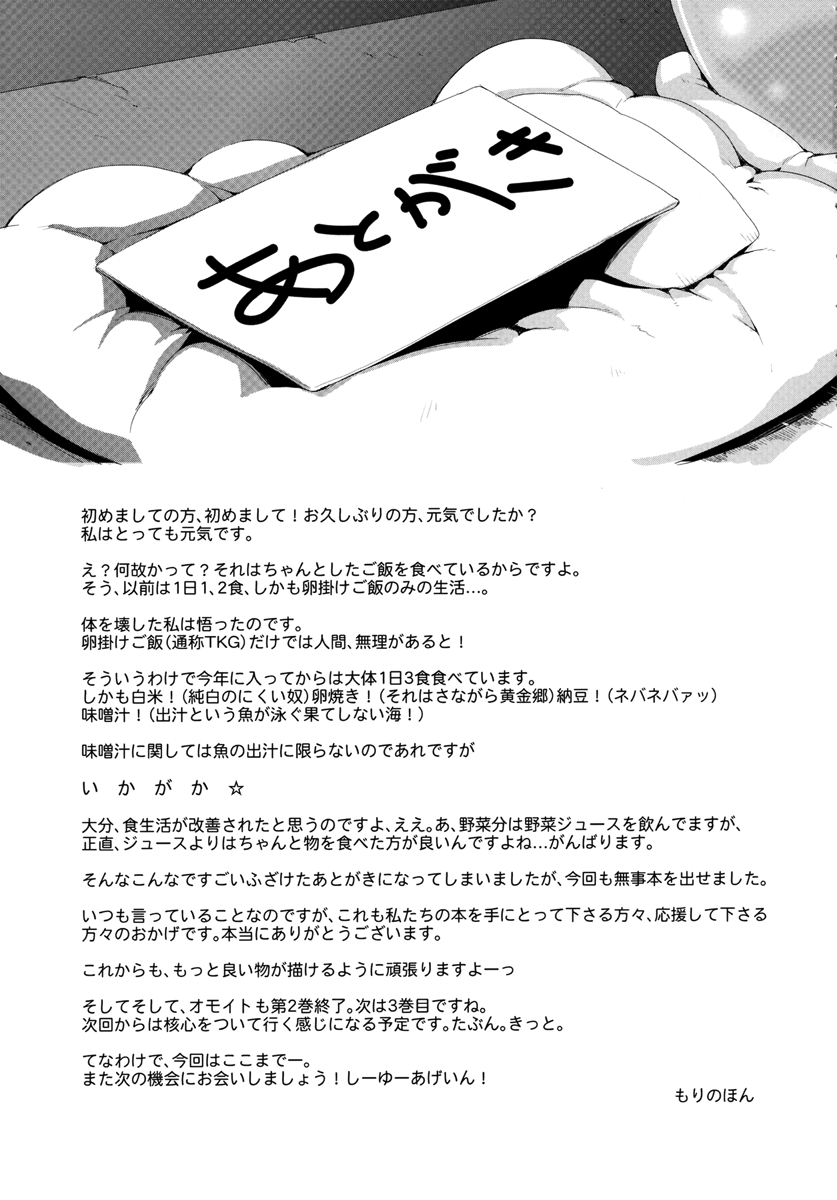 あとがき
初めましての方、初めまして！お久しぶりの方、元気でしたか？
私はとっても元気です。
え？何故かって？それはちゃんとしたご飯を食べているからですよ。
そう、以前は1日1、2食、しかも卵掛けご飯のみの生活…。
体を壊した私は悟ったのです。
卵掛けご飯（通称TKG）だけでは人間、無理があると！
そういうわけで今年に入ってからは大体1日3食食べています。
しかも白米！（純白のにくい奴）卵焼き！（それはさながら黄金郷）納豆！（ネバネバァッ）
味噌汁！（出汁という魚が泳ぐ果てしない海！）
味噌汁に関しては魚の出汁に限らないのであれですが
い　か　が　か　☆
大分、食生活が改善されたと思うのですよ、ええ。あ、野菜分は野菜ジュースを飲んでますが、
正直、ジュースよりはちゃんと物を食べた方が良いんですよね…がんばります。
そんなこんなですごいふざけたあとがきになってしまいましたが、今回も無事本を出せました。
いつも言っていることなのですが、これも私たちの本を手にとって下さる方々、応援して下さる
方々のおかげです。本当にありがとうございます。
これからも、もっと良い物が描けるように頑張りますよーっ
そしてそして、オモイトも第2巻終了。次は3巻目ですね。
次回からは核心をついて行く感じになる予定です。たぶん。きっと。
てなわけで、今回はここまでー。
また次の機会にお会いしましょう！しーゆーあげいん！
もりのほん